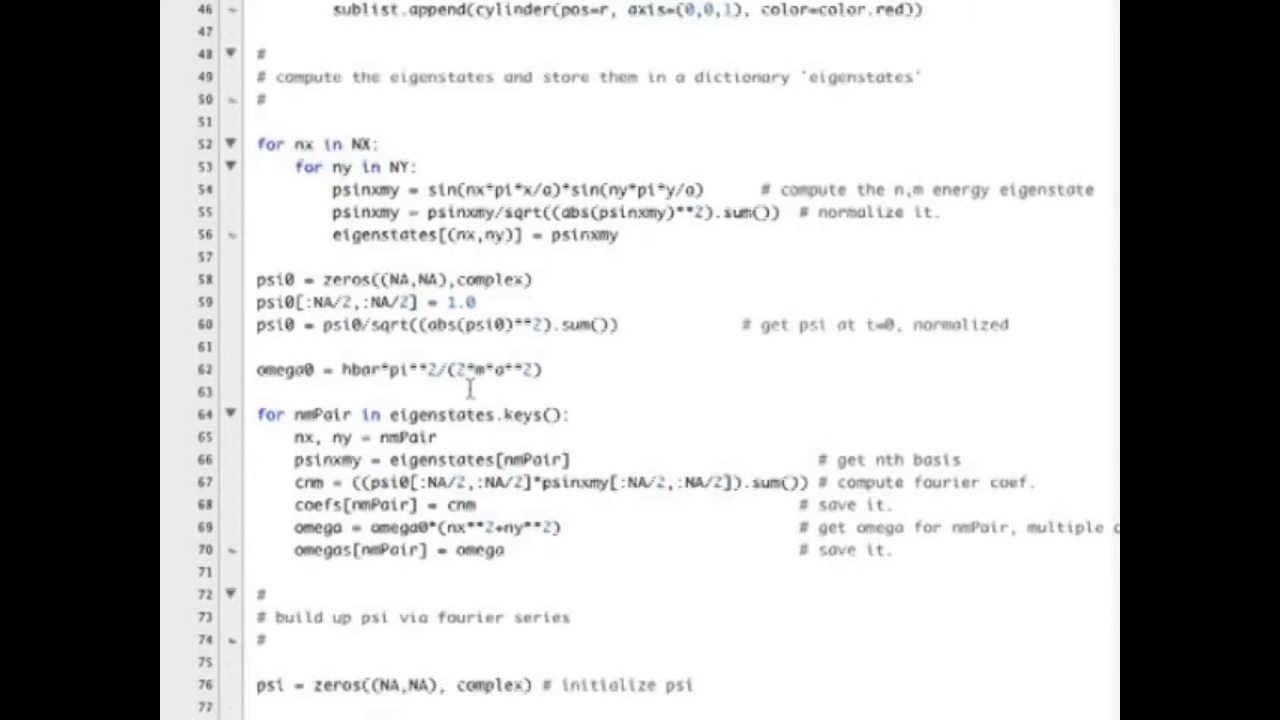 46 sublist.append(cylinder(pos=r, axis=(0,0,1), color=color.red))
47
48 #
49 # compute the eigenstates and store them in a dictionary 'eigenstates'
50 #
51
52 for nx in NX:
53 for ny in NY:
54 psinxmy = sin(nx*pi*x/a)*sin(ny*pi*y/a) # compute the n,m energy eigenstate
55 psinxmy = psinxmy/sqrt((abs(psinxmy)**2).sum()) # normalize it.
56 eigenstates[(nx,ny)] = psinxmy
57
58 psi0 = zeros((NA,NA),complex)
59 psi0[:NA/2,:NA/2] = 1.0
60 psi0 = psi0/sqrt((abs(psi0)**2).sum()) # get psi at t=0, normalized
61
62 omega0 = hbar*pi**2/(2*m*a**2)
63
64 for nmPair in eigenstates.keys():
65 nx, ny = nmPair
66 psinxmy = eigenstates[nmPair] # get nth basis
67 cnm = ((psi0[:NA/2,:NA/2]*psinxmy[:NA/2,:NA/2]).sum()) # compute fourier coef.
68 coefs[nmPair] = cnm # save it.
69 omega = omega0*(nx**2+ny**2) # get omega for nmPair, multiple
70 omegas[nmPair] = omega # save it.
71
72 #
73 # build up psi via fourier series
74 #
75
76 psi = zeros((NA,NA), complex) # initialize psi
77